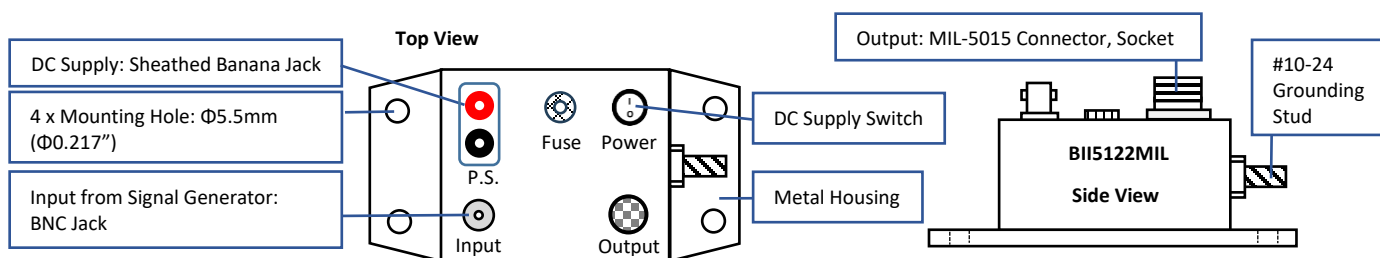 Top View
DC Supply: Sheathed Banana Jack
4 x Mounting Hole: Φ5.5mm
(Φ0.217”)
Input from Signal Generator:
BNC Jack
P.S.
Input
Fuse
Power
Output
DC Supply Switch
Metal Housing
Output: MIL-5015 Connector, Socket
#10-24
Grounding
Stud
BII5122MIL
Side View